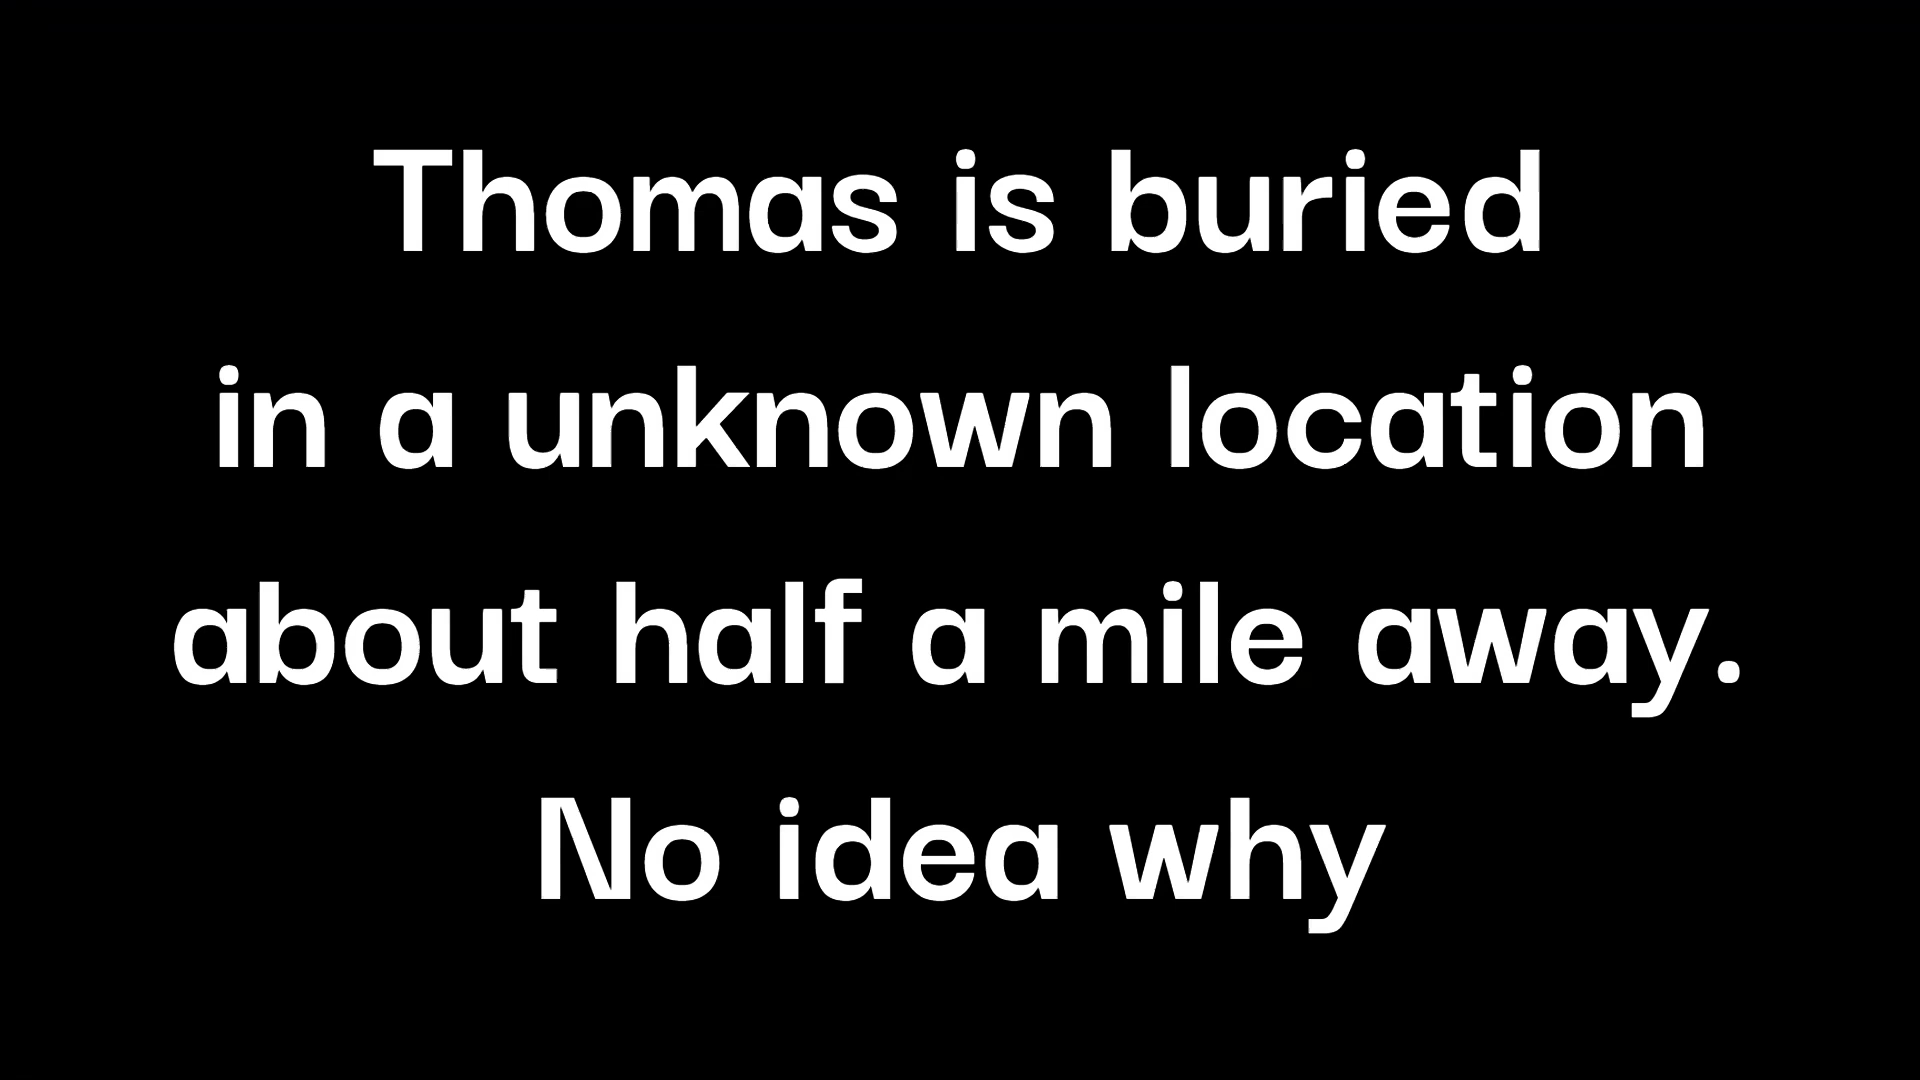 Thomas is buried
in a unknown location
about half a mile away.
No idea why